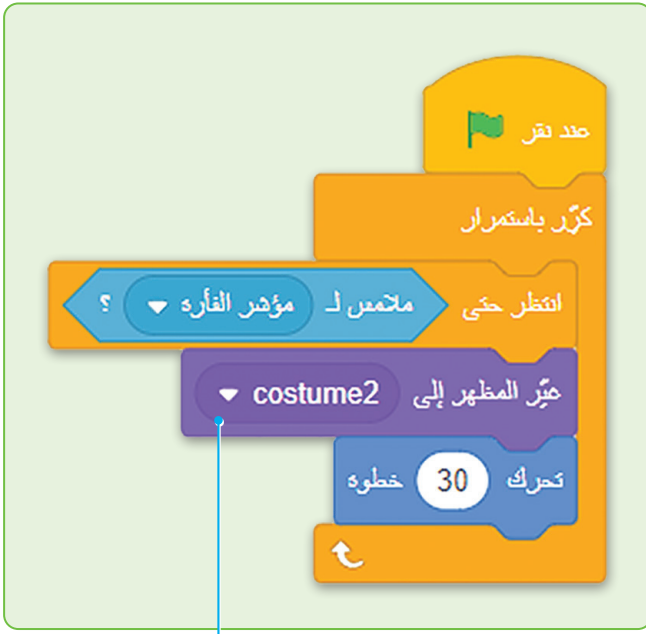 عند نقر
كرّر باستمرار
انتظر حتى ملامس لـ مؤشر الفأرة ؟
غيّر المظهر إلى costume2
تحرك 30 خطوة